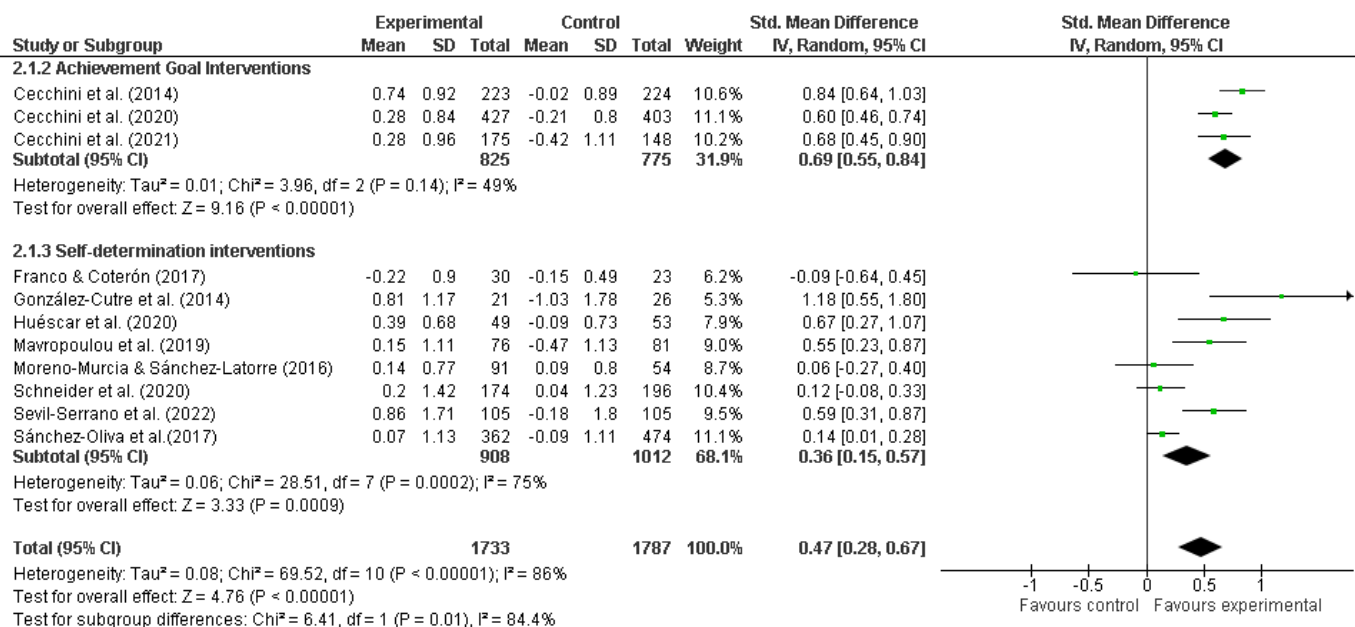 Experimental Control Std. Mean Difference Std. Mean Difference
Study or Subgroup Mean SD Total Mean SD Total Weight IV, Random, 95% CI IV, Random, 95% CI
2.1.2 Achievement Goal Interventions
Cecchini et al. (2014) 0.74 0.92 223 -0.02 0.89 224 10.6% 0.84 [0.64, 1.03]
Cecchini et al. (2020) 0.28 0.84 427 -0.21 0.8 403 11.1% 0.60 [0.46, 0.74]
Cecchini et al. (2021) 0.28 0.96 175 -0.42 1.11 148 10.2% 0.68 [0.45, 0.90]
Subtotal (95% CI) 825 775 31.9% 0.69 [0.55, 0.84]
Heterogeneity: Tau² = 0.01; Chi² = 3.96, df = 2 (P = 0.14); I² = 49%
Test for overall effect: Z = 9.16 (P < 0.00001)
2.1.3 Self-determination interventions
Franco & Coterón (2017) -0.22 0.9 30 -0.15 0.49 23 6.2% -0.09 [-0.64, 0.45]
González-Cutre et al. (2014) 0.81 1.17 21 -1.03 1.78 26 5.3% 1.18 [0.55, 1.80]
Huéscar et al. (2020) 0.39 0.68 49 -0.09 0.73 53 7.9% 0.67 [0.27, 1.07]
Mavropoulou et al. (2019) 0.15 1.11 76 -0.47 1.13 81 9.0% 0.55 [0.23, 0.87]
Moreno-Murcia & Sánchez-Latorre (2016) 0.14 0.77 91 0.09 0.8 54 8.7% 0.06 [-0.27, 0.40]
Schneider et al. (2020) 0.2 1.42 174 0.04 1.23 196 10.4% 0.12 [-0.08, 0.33]
Sevil-Serrano et al. (2022) 0.86 1.71 105 -0.18 1.8 105 9.5% 0.59 [0.31, 0.87]
Sánchez-Oliva et al.(2017) 0.07 1.13 362 -0.09 1.11 474 11.1% 0.14 [0.01, 0.28]
Subtotal (95% CI) 908 1012 68.1% 0.36 [0.15, 0.57]
Heterogeneity: Tau² = 0.06; Chi² = 28.51, df = 7 (P = 0.0002); I² = 75%
Test for overall effect: Z = 3.33 (P = 0.0009)
Total (95% CI) 1733 1787 100.0% 0.47 [0.28, 0.67]
Heterogeneity: Tau² = 0.08; Chi² = 69.52, df = 10 (P < 0.00001); I² = 86%
Test for overall effect: Z = 4.76 (P < 0.00001)
Test for subgroup differences: Chi² = 6.41, df = 1 (P = 0.01), I² = 84.4%
-1 -0.5 0 0.5 1
Favours control Favours experimental